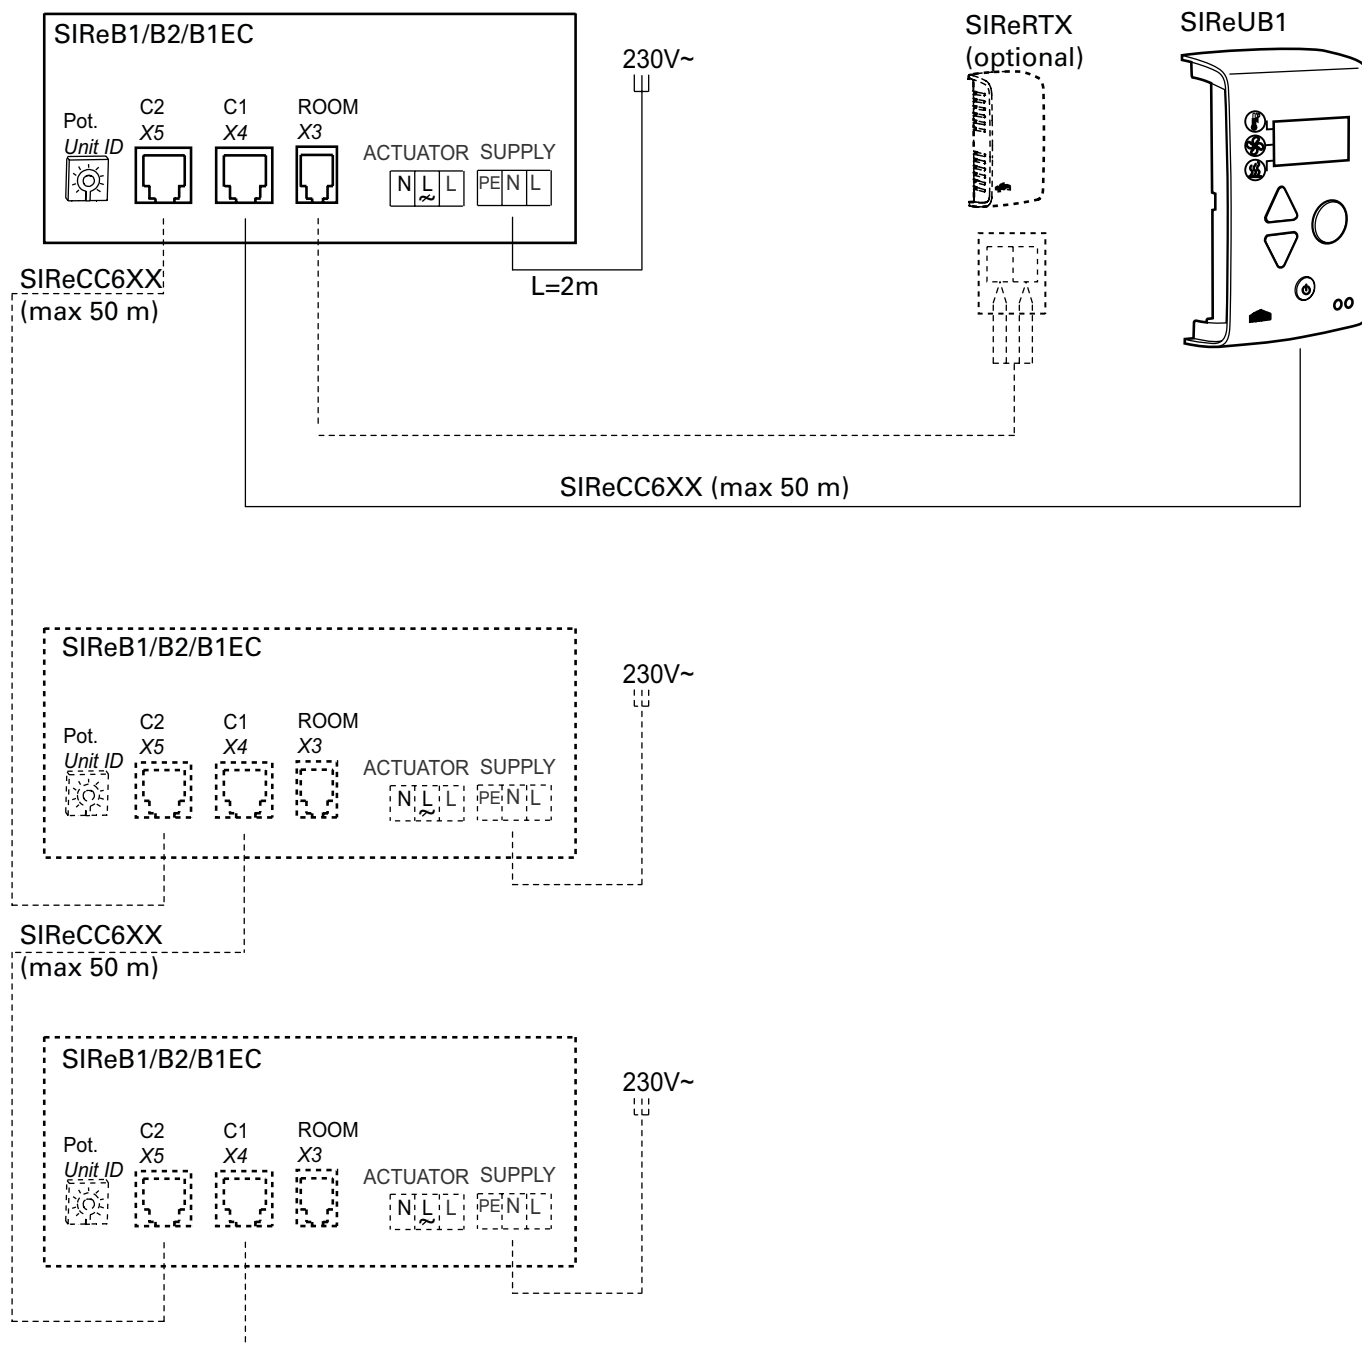 SIReB1/B2/B1EC
230V~
SIReRTX
(optional)
SIReUB1
Pot.
Unit ID
C2
X5
C1
X4
ROOM
X3
ACTUATOR SUPPLY
N L L PE N L
~
SIReCC6XX
(max 50 m)
L=2m
SIReCC6XX (max 50 m)
SIReB1/B2/B1EC
230V~
Pot.
Unit ID
C2
X5
C1
X4
ROOM
X3
ACTUATOR SUPPLY
N L L PE N L
~
SIReCC6XX
(max 50 m)
SIReB1/B2/B1EC
230V~
Pot.
Unit ID
C2
X5
C1
X4
ROOM
X3
ACTUATOR SUPPLY
N L L PE N L
~